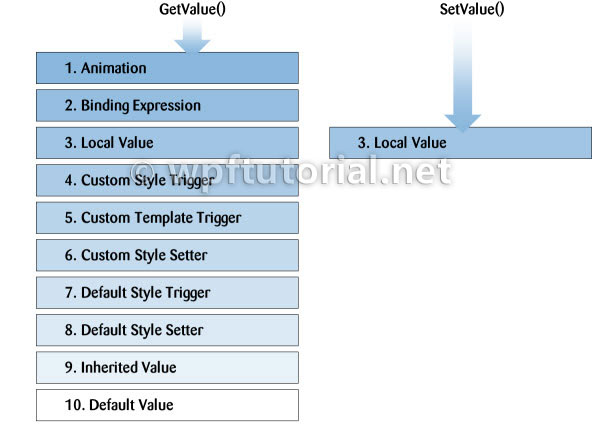 GetValue()
SetValue()
1. Animation
2. Binding Expression
3. Local Value
3. Local Value
© wpftutorial.net
4. Custom Style Trigger
5. Custom Template Trigger
6. Custom Style Setter
7. Default Style Trigger
8. Default Style Setter
9. Inherited Value
10. Default Value